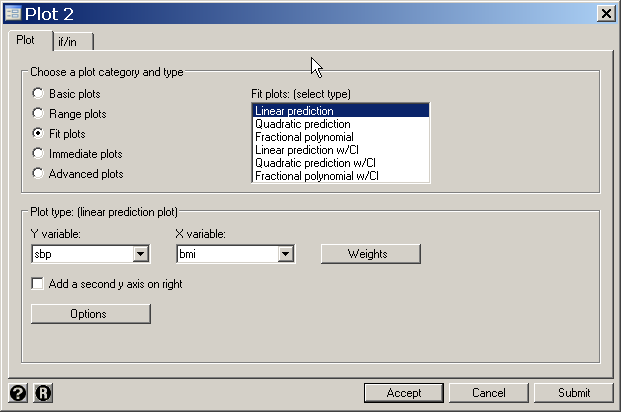 Plot 2
Plot if/in
Choose a plot category and type
Basic plots
Range plots
Fit plots
Immediate plots
Advanced plots
Fit plots: (select type)
Linear prediction
Quadratic prediction
Fractional polynomial
Linear prediction w/CI
Quadratic prediction w/CI
Fractional polynomial w/CI
Plot type: (linear prediction plot)
Y variable: X variable:
sbp bmi Weights
Add a second y axis on right
Options
? R Accept Cancel Submit